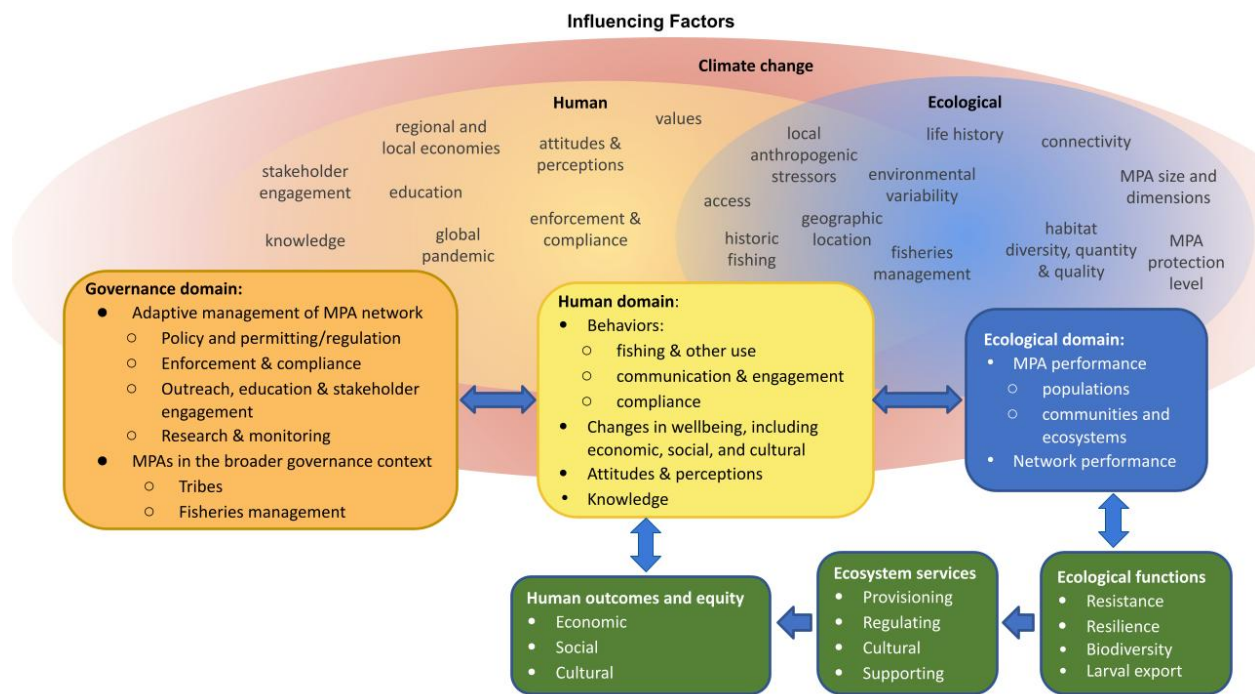 Influencing Factors
Climate change
Human
Ecological
values
regional and
local economies
attitudes &
perceptions
stakeholder
engagement
education
knowledge
global
pandemic
enforcement &
compliance
local
anthropogenic
stressors
life history
connectivity
environmental
variability
MPA size and
dimensions
access
geographic
location
historic
fishing
fisheries
management
habitat
diversity, quantity
& quality
MPA
protection
level
Governance domain:
● Adaptive management of MPA network
○ Policy and permitting/regulation
○ Enforcement & compliance
○ Outreach, education & stakeholder
engagement
○ Research & monitoring
● MPAs in the broader governance context
○ Tribes
○ Fisheries management
Human domain:
• Behaviors:
○ fishing & other use
○ communication & engagement
○ compliance
• Changes in wellbeing, including
economic, social, and cultural
• Attitudes & perceptions
• Knowledge
Ecological domain:
• MPA performance
○ populations
○ communities and
ecosystems
• Network performance
Human outcomes and equity
• Economic
• Social
• Cultural
Ecosystem services
• Provisioning
• Regulating
• Cultural
• Supporting
Ecological functions
• Resistance
• Resilience
• Biodiversity
• Larval export